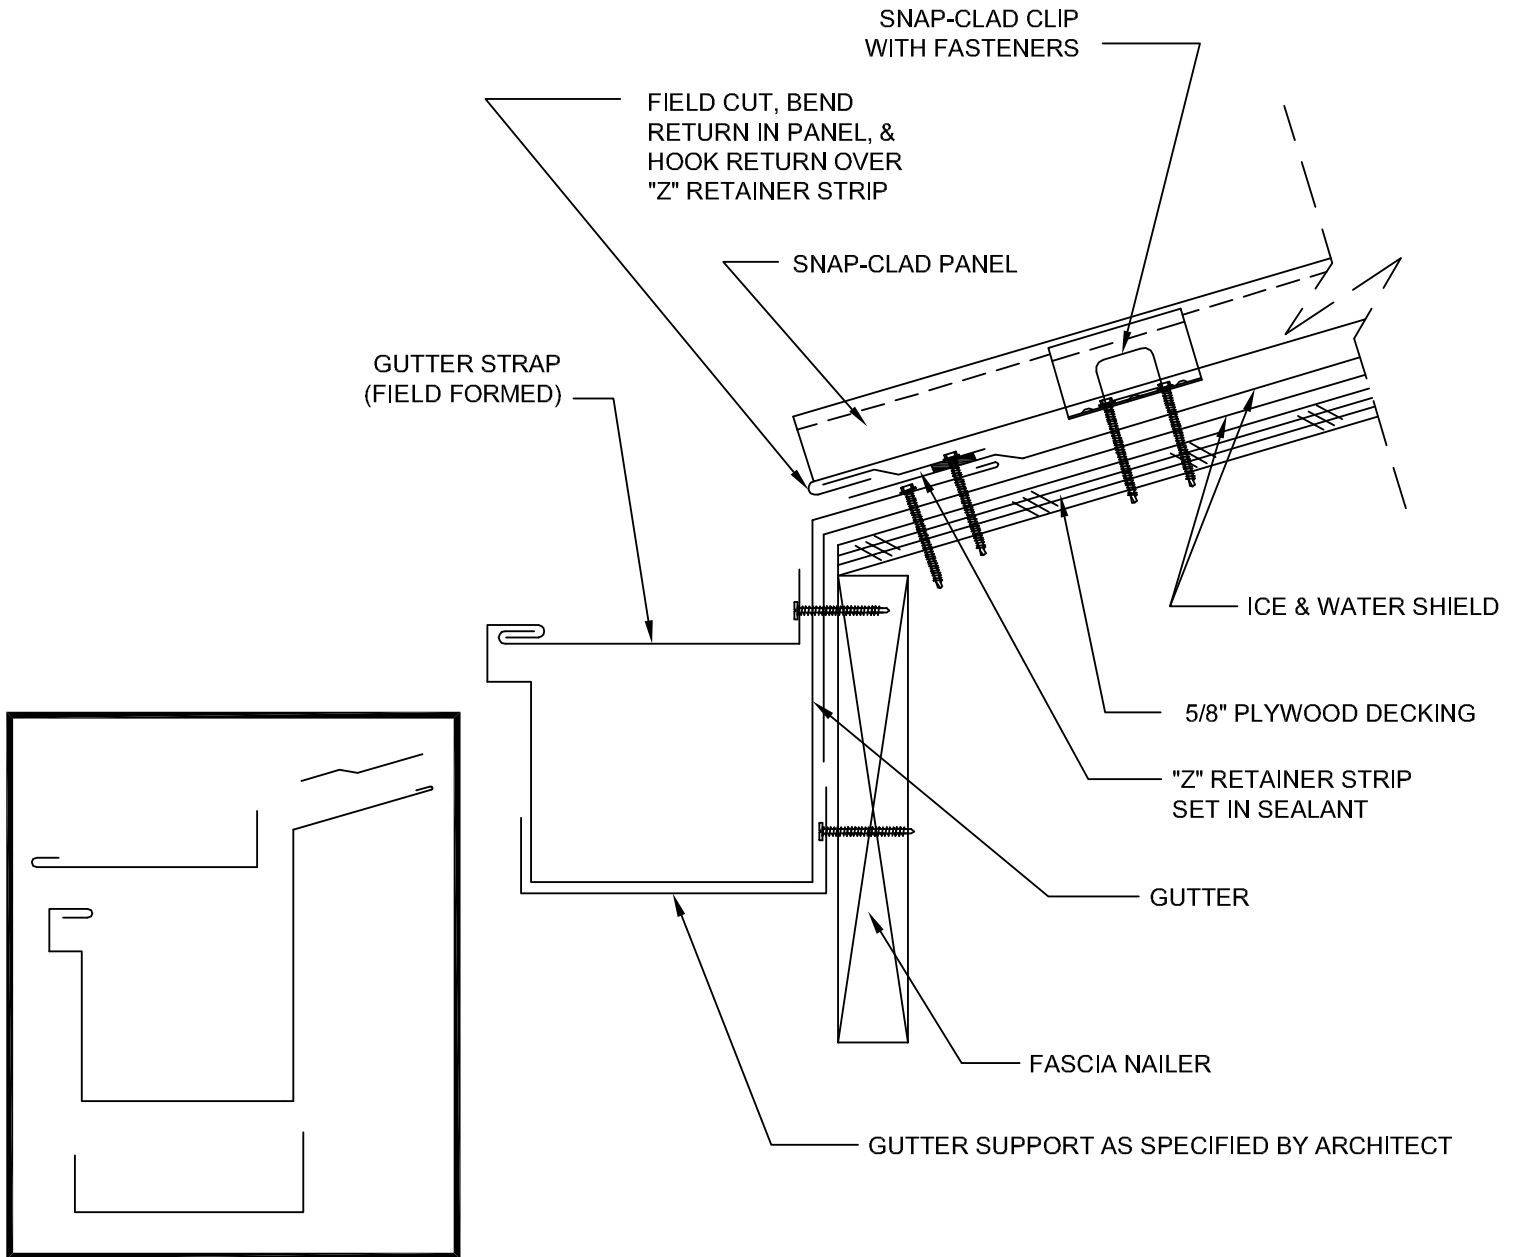 SNAP-CLAD CLIP
WITH FASTENERS
FIELD CUT, BEND
RETURN IN PANEL, &
HOOK RETURN OVER
"Z" RETAINER STRIP
SNAP-CLAD PANEL
GUTTER STRAP
(FIELD FORMED)
ICE & WATER SHIELD
5/8" PLYWOOD DECKING
"Z" RETAINER STRIP
SET IN SEALANT
GUTTER
FASCIA NAILER
GUTTER SUPPORT AS SPECIFIED BY ARCHITECT